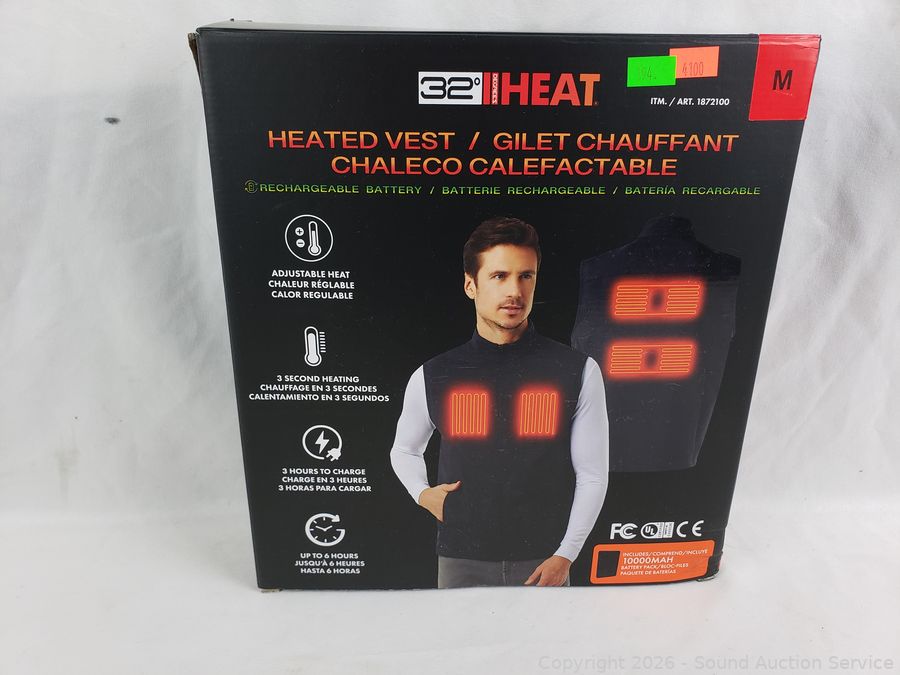 32° DEGREES HEAT
4100
M
ITM. / ART. 1872100
HEATED VEST / GILET CHAUFFANT
CHALECO CALEFACTABLE
RECHARGEABLE BATTERY / BATTERIE RECHARGEABLE / BATERÍA RECARGABLE
ADJUSTABLE HEAT
CHALEUR RÉGLABLE
CALOR REGULABLE
3 SECOND HEATING
CHAUFFAGE EN 3 SECONDES
CALENTAMIENTO EN 3 SEGUNDOS
3 HOURS TO CHARGE
CHARGE EN 3 HEURES
3 HORAS PARA CARGAR
UP TO 6 HOURS
JUSQU'À 6 HEURES
HASTA 6 HORAS
FC UL CE
INCLUDES/COMPREND/INCLUYE
10000MAH
BATTERY PACK/BLOC-PILES
PAQUETE DE BATERÍAS
Copyright 2026 - Sound Auction Service